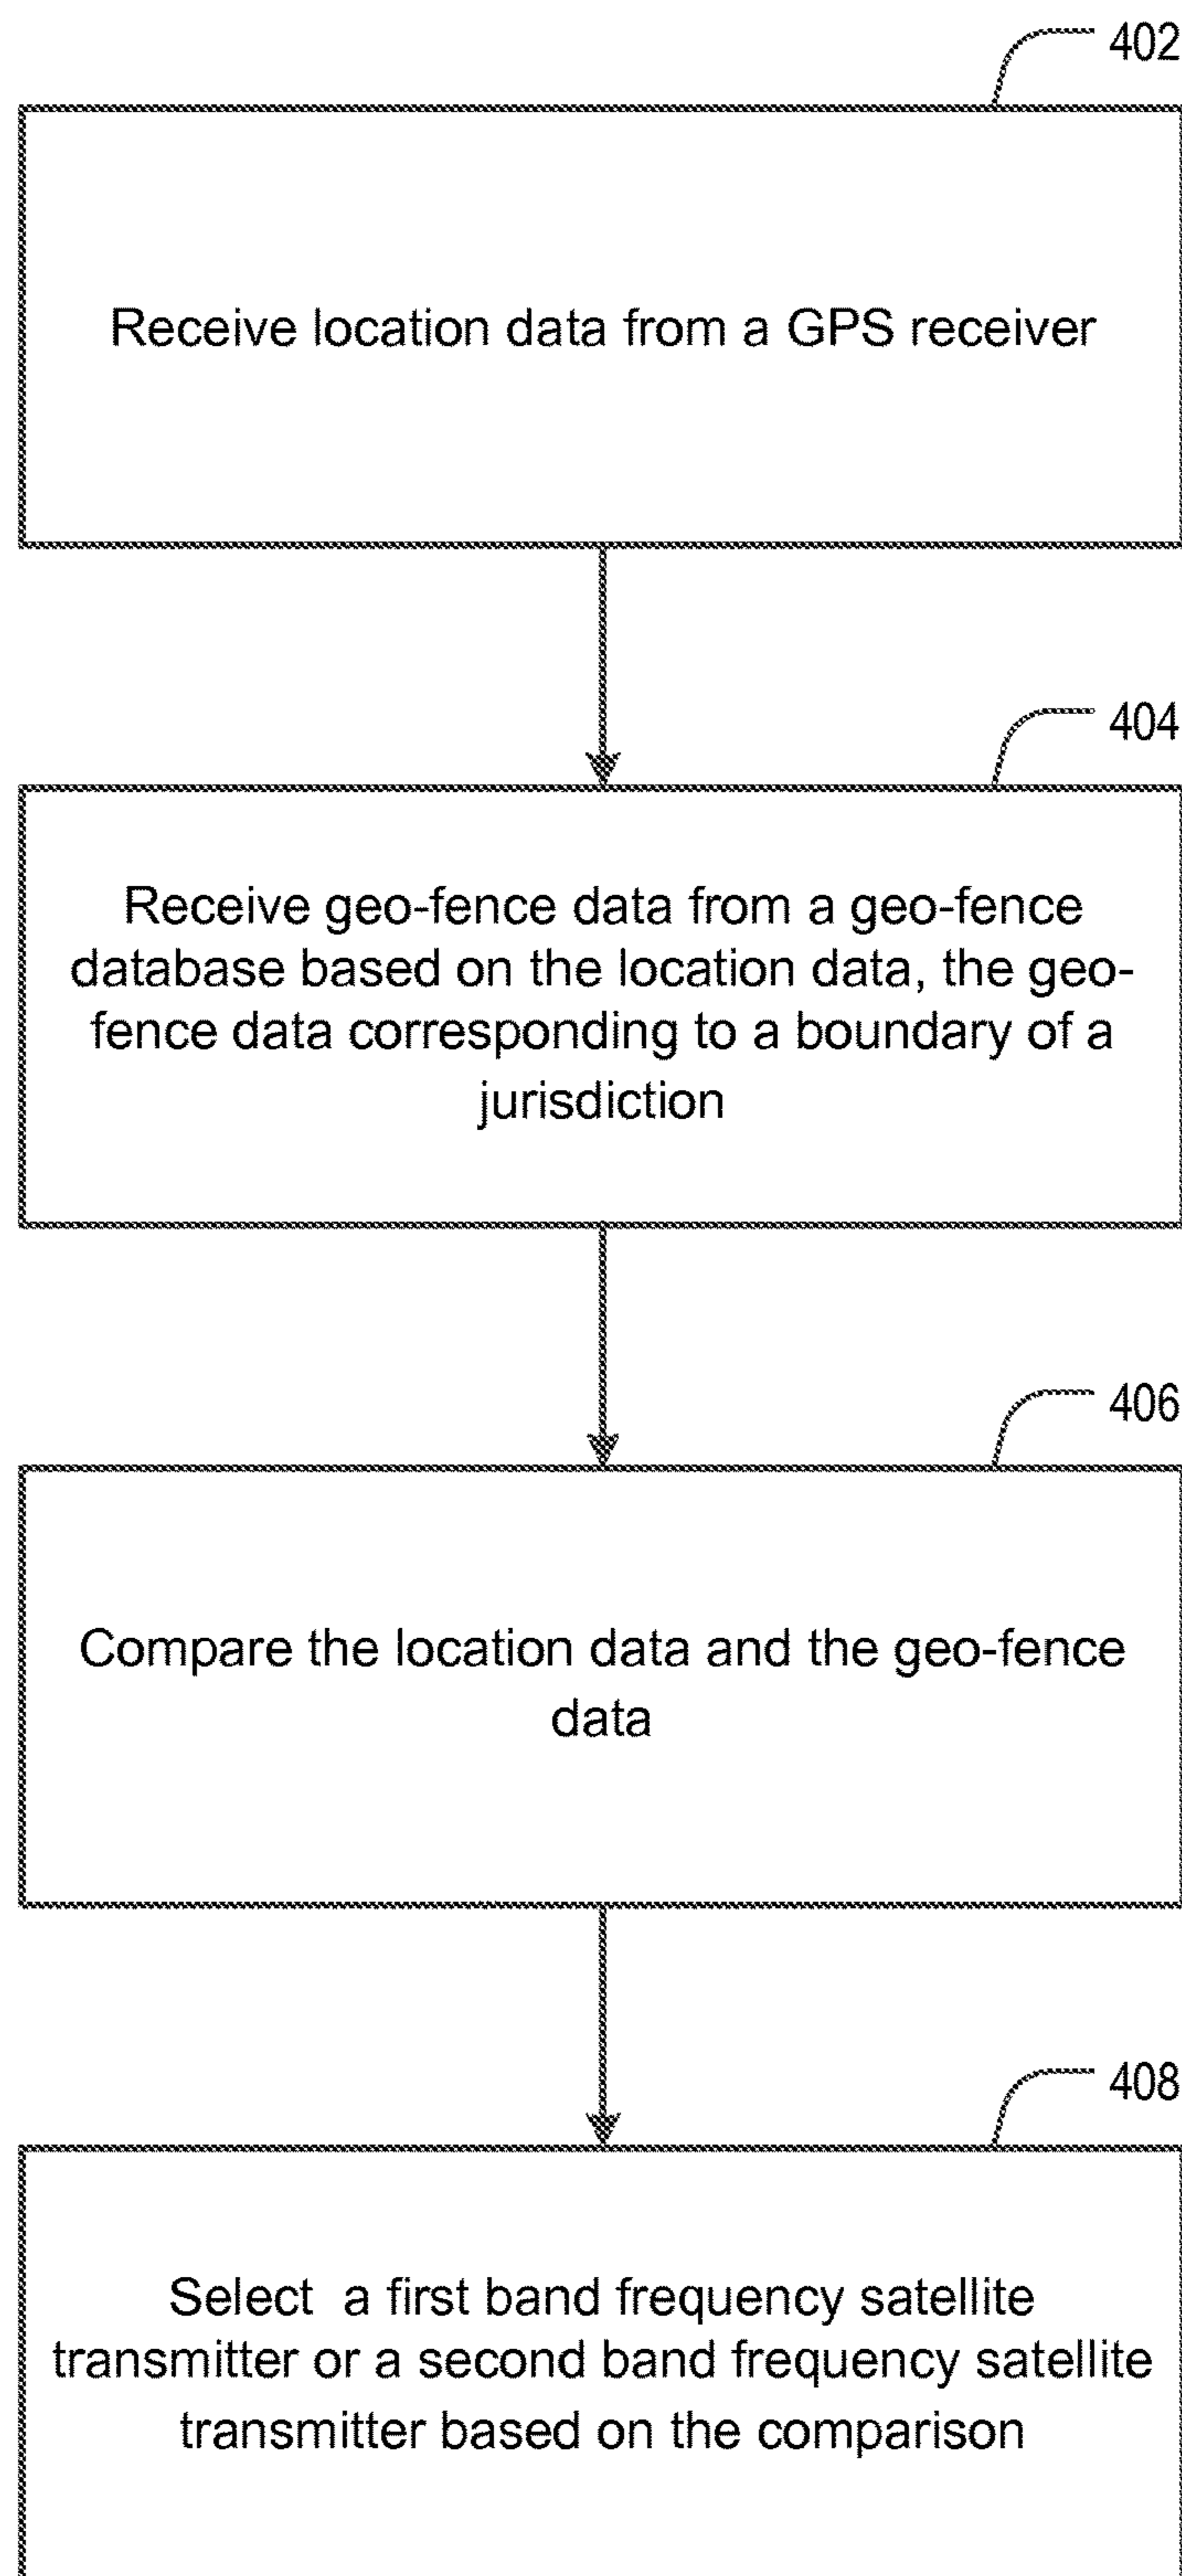 402
Receive location data from a GPS receiver
404
Receive geo-fence data from a geo-fence
database based on the location data, the geo-
fence data corresponding to a boundary of a
jurisdiction
406
Compare the location data and the geo-fence
data
408
Select a first band frequency satellite
transmitter or a second band frequency satellite
transmitter based on the comparison